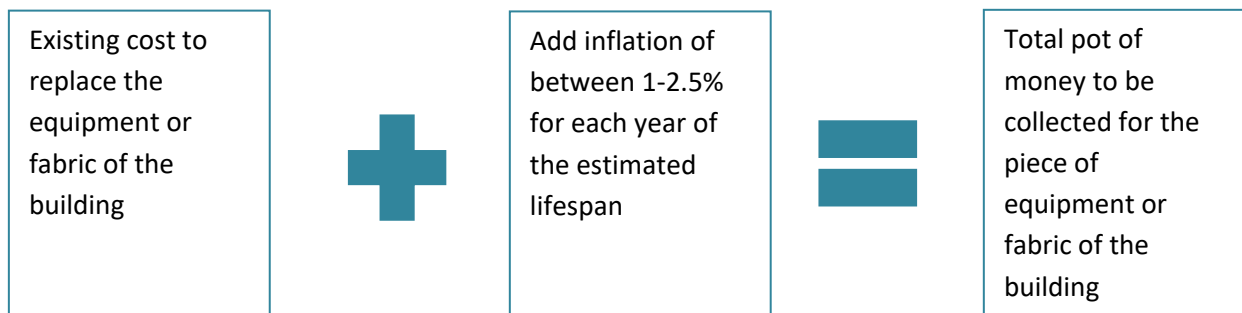 Existing cost to
replace the
equipment or
fabric of the
building
Add inflation of
between 1-2.5%
for each year of
the estimated
lifespan
Total pot of
money to be
collected for the
piece of
equipment or
fabric of the
building